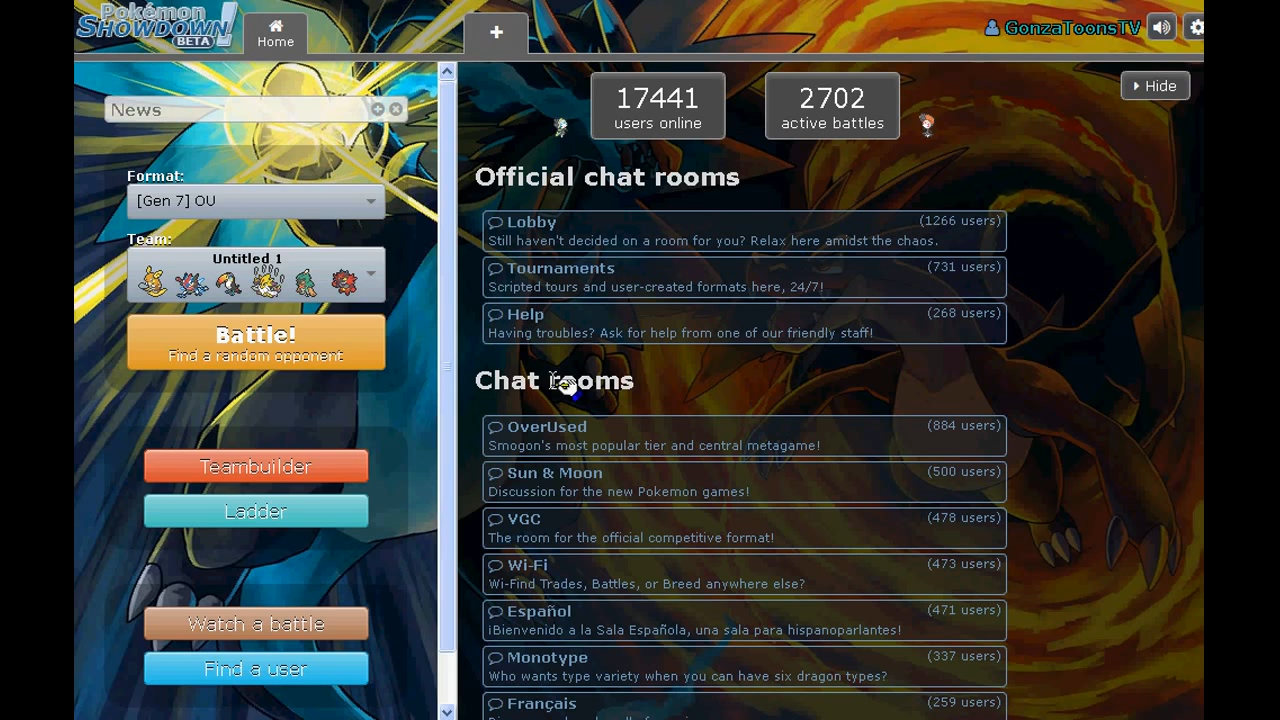 Pokémon
SHOWDOWN!
BETA
Home
+
GonzaToonsTV
News
Format:
[Gen 7] OU
Team:
Untitled 1
Battle!
Find a random opponent
Teambuilder
Ladder
Watch a battle
Find a user
17441
users online
2702
active battles
Hide
Official chat rooms
Lobby (1266 users)
Still haven't decided on a room for you? Relax here amidst the chaos.
Tournaments (731 users)
Scripted tours and user-created formats here, 24/7!
Help (268 users)
Having troubles? Ask for help from one of our friendly staff!
Chat rooms
OverUsed (884 users)
Smogon's most popular tier and central metagame!
Sun & Moon (500 users)
Discussion for the new Pokemon games!
VGC (478 users)
The room for the official competitive format!
Wi-Fi (473 users)
Wi-Find Trades, Battles, or Breed anywhere else?
Español (471 users)
¡Bienvenido a la Sala Española, una sala para hispanoparlantes!
Monotype (337 users)
Who wants type variety when you can have six dragon types?
Français (259 users)